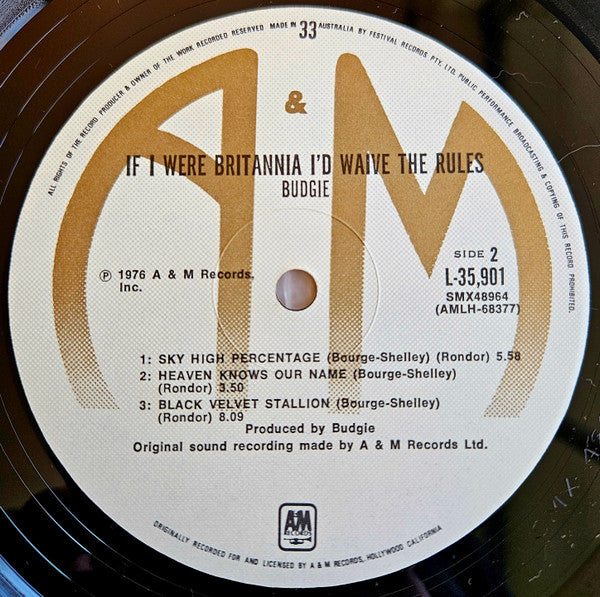 ALL RIGHTS OF THE RECORD PRODUCER & OWNER OF THE WORK RECORDED RESERVED MADE IN 33 AUSTRALIA BY FESTIVAL RECORDS PTY. LTD. PUBLIC PERFORMANCE BROADCASTING & COPYING OF THIS RECORD PROHIBITED.
A & M
IF I WERE BRITANNIA I'D WAIVE THE RULES
BUDGIE
SIDE 2
L-35,901
SMX48964
(AMLH-68377)
Ⓟ 1976 A & M Records,
Inc.
1: SKY HIGH PERCENTAGE (Bourge-Shelley) (Rondor) 5.58
2: HEAVEN KNOWS OUR NAME (Bourge-Shelley)
(Rondor) 3.50
3: BLACK VELVET STALLION (Bourge-Shelley)
(Rondor) 8.09
Produced by Budgie
Original sound recording made by A & M Records Ltd.
A&M
RECORDS
ORIGINALLY RECORDED FOR AND LICENSED BY A & M RECORDS, HOLLYWOOD CALIFORNIA